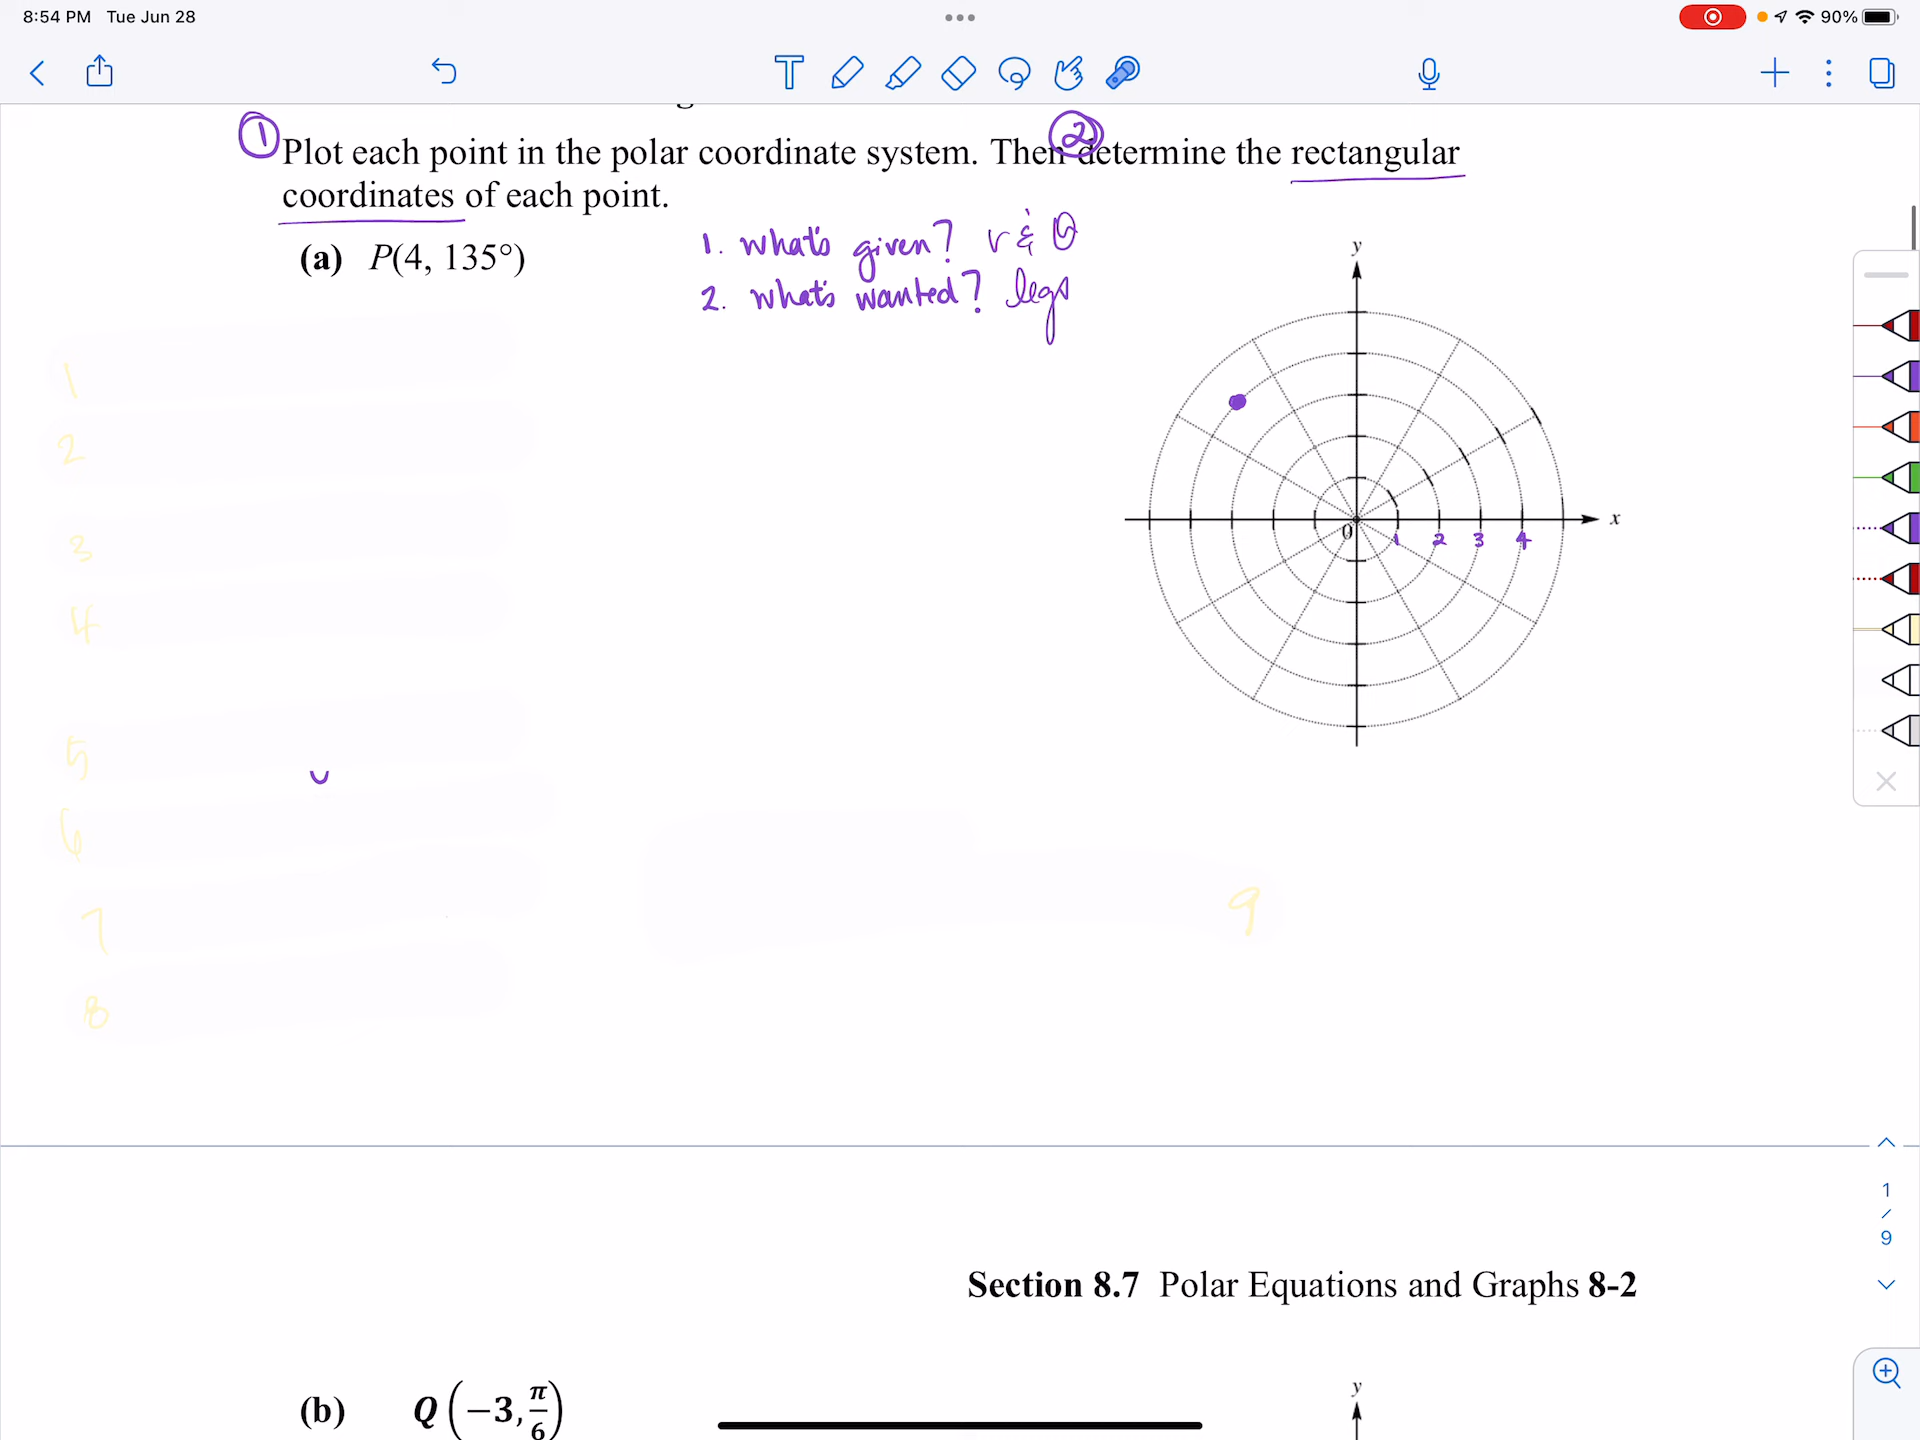 8:54 PM Tue Jun 28
90%
① Plot each point in the polar coordinate system. Then ② determine the rectangular
coordinates of each point.
(a) P(4, 135°)
1. what's given? r & θ
2. what's wanted? legs
y
x
0
1 2 3 4
1
2
3
4
5
6
7
8
9
1
/
9
Section 8.7 Polar Equations and Graphs 8-2
(b) Q(−3, π/6)
y